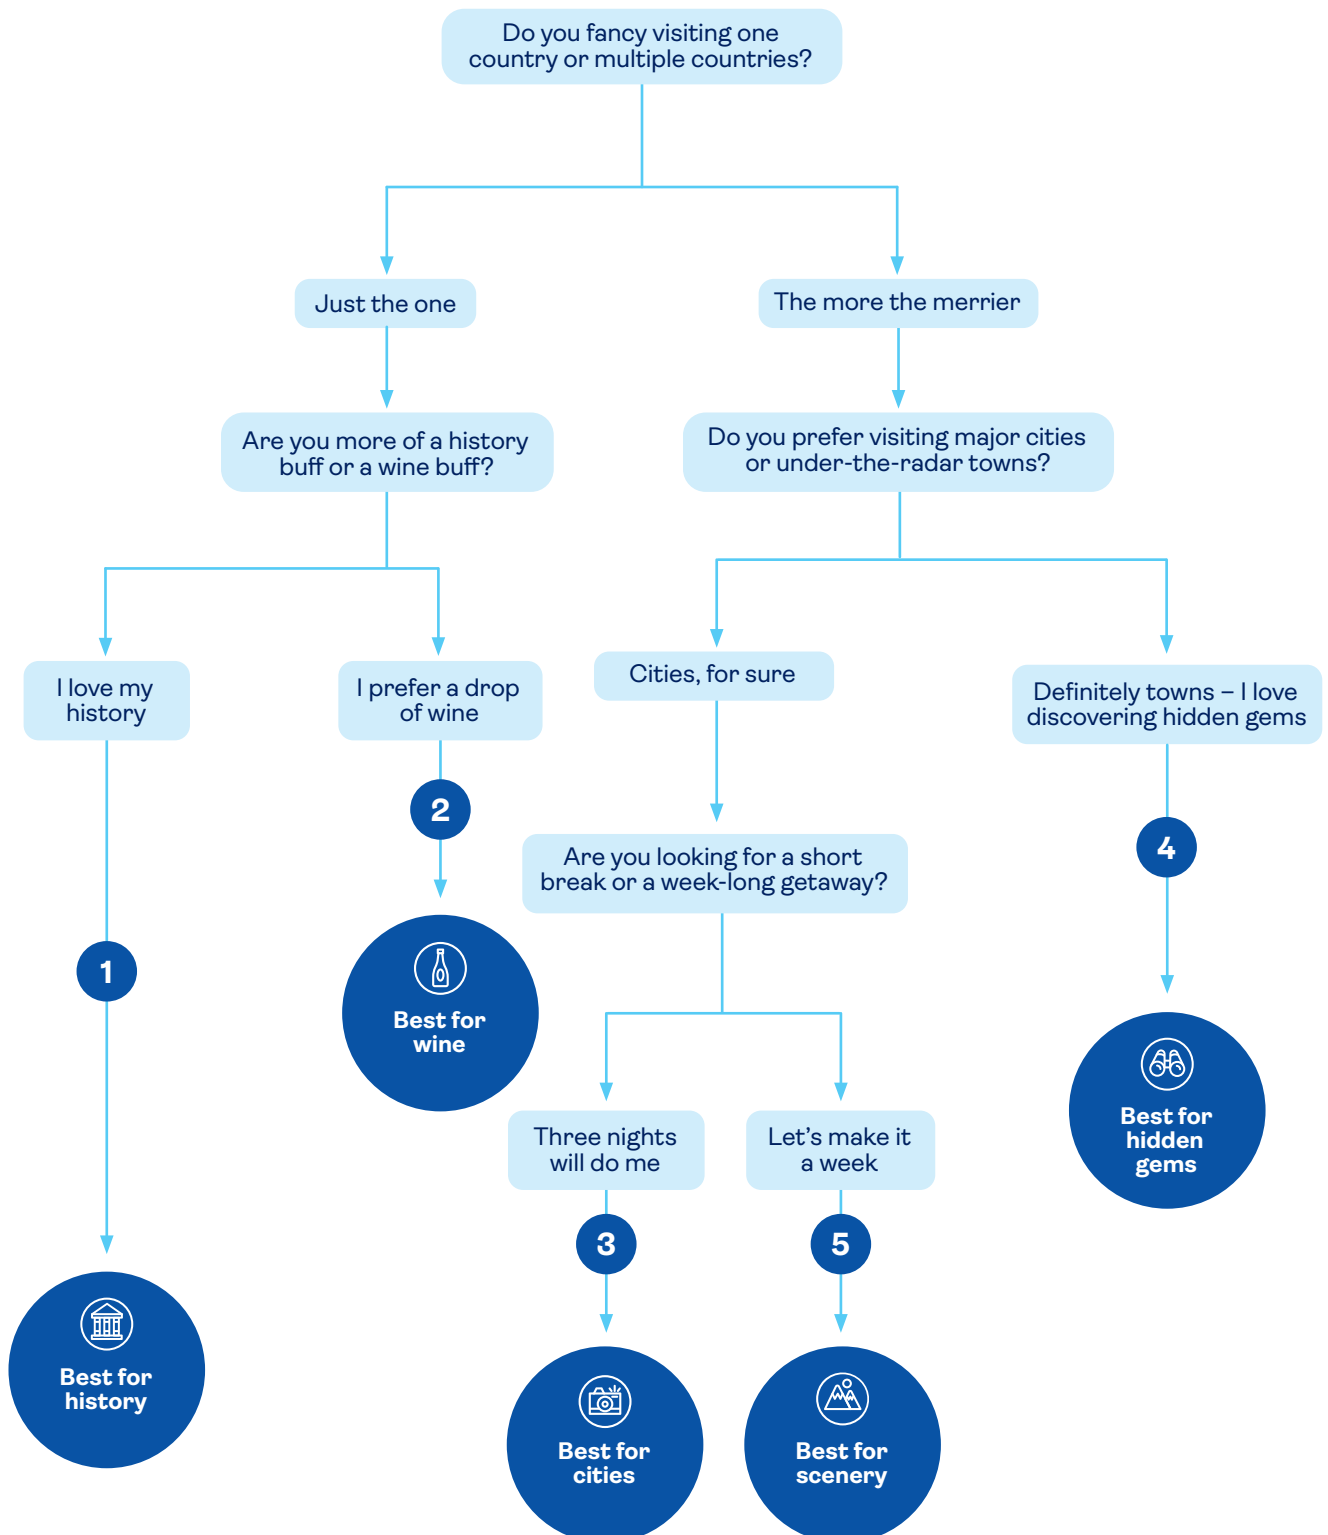 Do you fancy visiting one
country or multiple countries?
Just the one
The more the merrier
Are you more of a history
buff or a wine buff?
Do you prefer visiting major cities
or under-the-radar towns?
I love my
history
I prefer a drop
of wine
Cities, for sure
Definitely towns – I love
discovering hidden gems
2
Are you looking for a short
break or a week-long getaway?
4
1
Best for
wine
Three nights
will do me
Let’s make it
a week
Best for
hidden
gems
3
5
Best for
history
Best for
cities
Best for
scenery